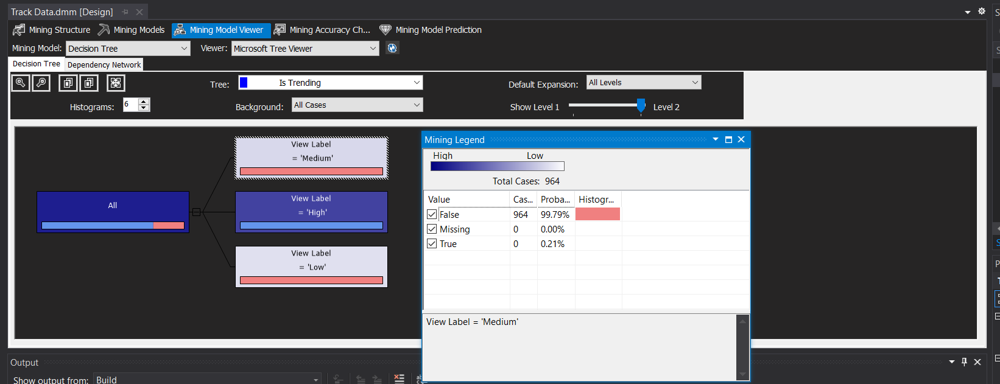 Track Data.dmm [Design]
Mining Structure
Mining Models
Mining Model Viewer
Mining Accuracy Ch...
Mining Model Prediction
Mining Model:
Decision Tree
Viewer:
Microsoft Tree Viewer
Decision Tree
Dependency Network
Tree:
Is Trending
Default Expansion:
All Levels
Histograms:
6
Background:
All Cases
Show Level 1
Level 2
View Label
= 'Medium'
All
View Label
= 'High'
View Label
= 'Low'
Mining Legend
High
Low
Total Cases: 964
Value Cas... Proba... Histogr...
False 964 99.79%
Missing 0 0.00%
True 0 0.21%
View Label = 'Medium'
Output
Show output from:
Build